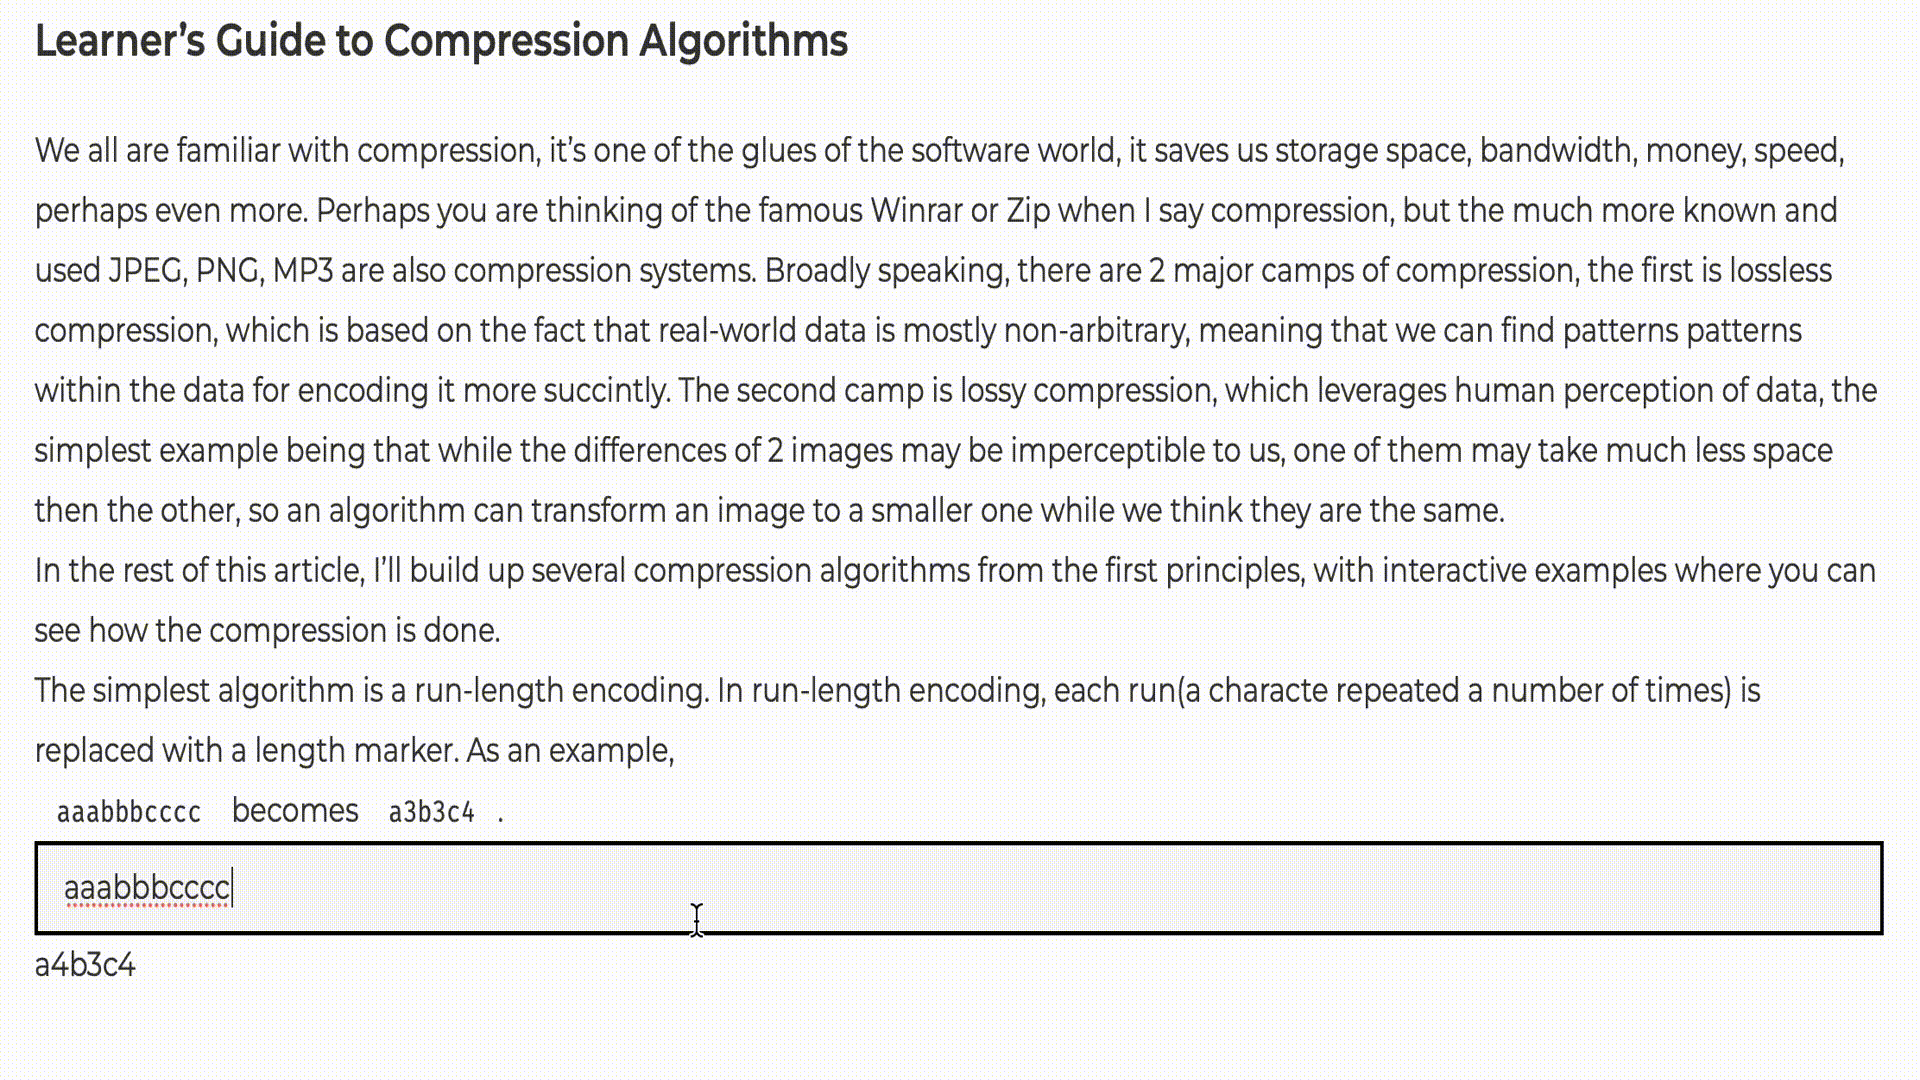 Learner’s Guide to Compression Algorithms
We all are familiar with compression, it’s one of the glues of the software world, it saves us storage space, bandwidth, money, speed,
perhaps even more. Perhaps you are thinking of the famous Winrar or Zip when I say compression, but the much more known and
used JPEG, PNG, MP3 are also compression systems. Broadly speaking, there are 2 major camps of compression, the first is lossless
compression, which is based on the fact that real-world data is mostly non-arbitrary, meaning that we can find patterns patterns
within the data for encoding it more succintly. The second camp is lossy compression, which leverages human perception of data, the
simplest example being that while the differences of 2 images may be imperceptible to us, one of them may take much less space
then the other, so an algorithm can transform an image to a smaller one while we think they are the same.
In the rest of this article, I’ll build up several compression algorithms from the first principles, with interactive examples where you can
see how the compression is done.
The simplest algorithm is a run-length encoding. In run-length encoding, each run(a characte repeated a number of times) is
replaced with a length marker. As an example,
aaabbbcccc becomes a3b3c4 .
aaabbbcccc
a4b3c4